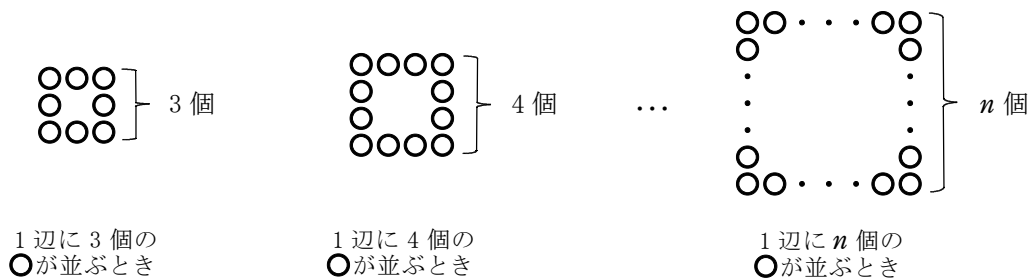 3 個
4 個
…
n 個
1 辺に 3 個の
○が並ぶとき
1 辺に 4 個の
○が並ぶとき
1 辺に n 個の
○が並ぶとき